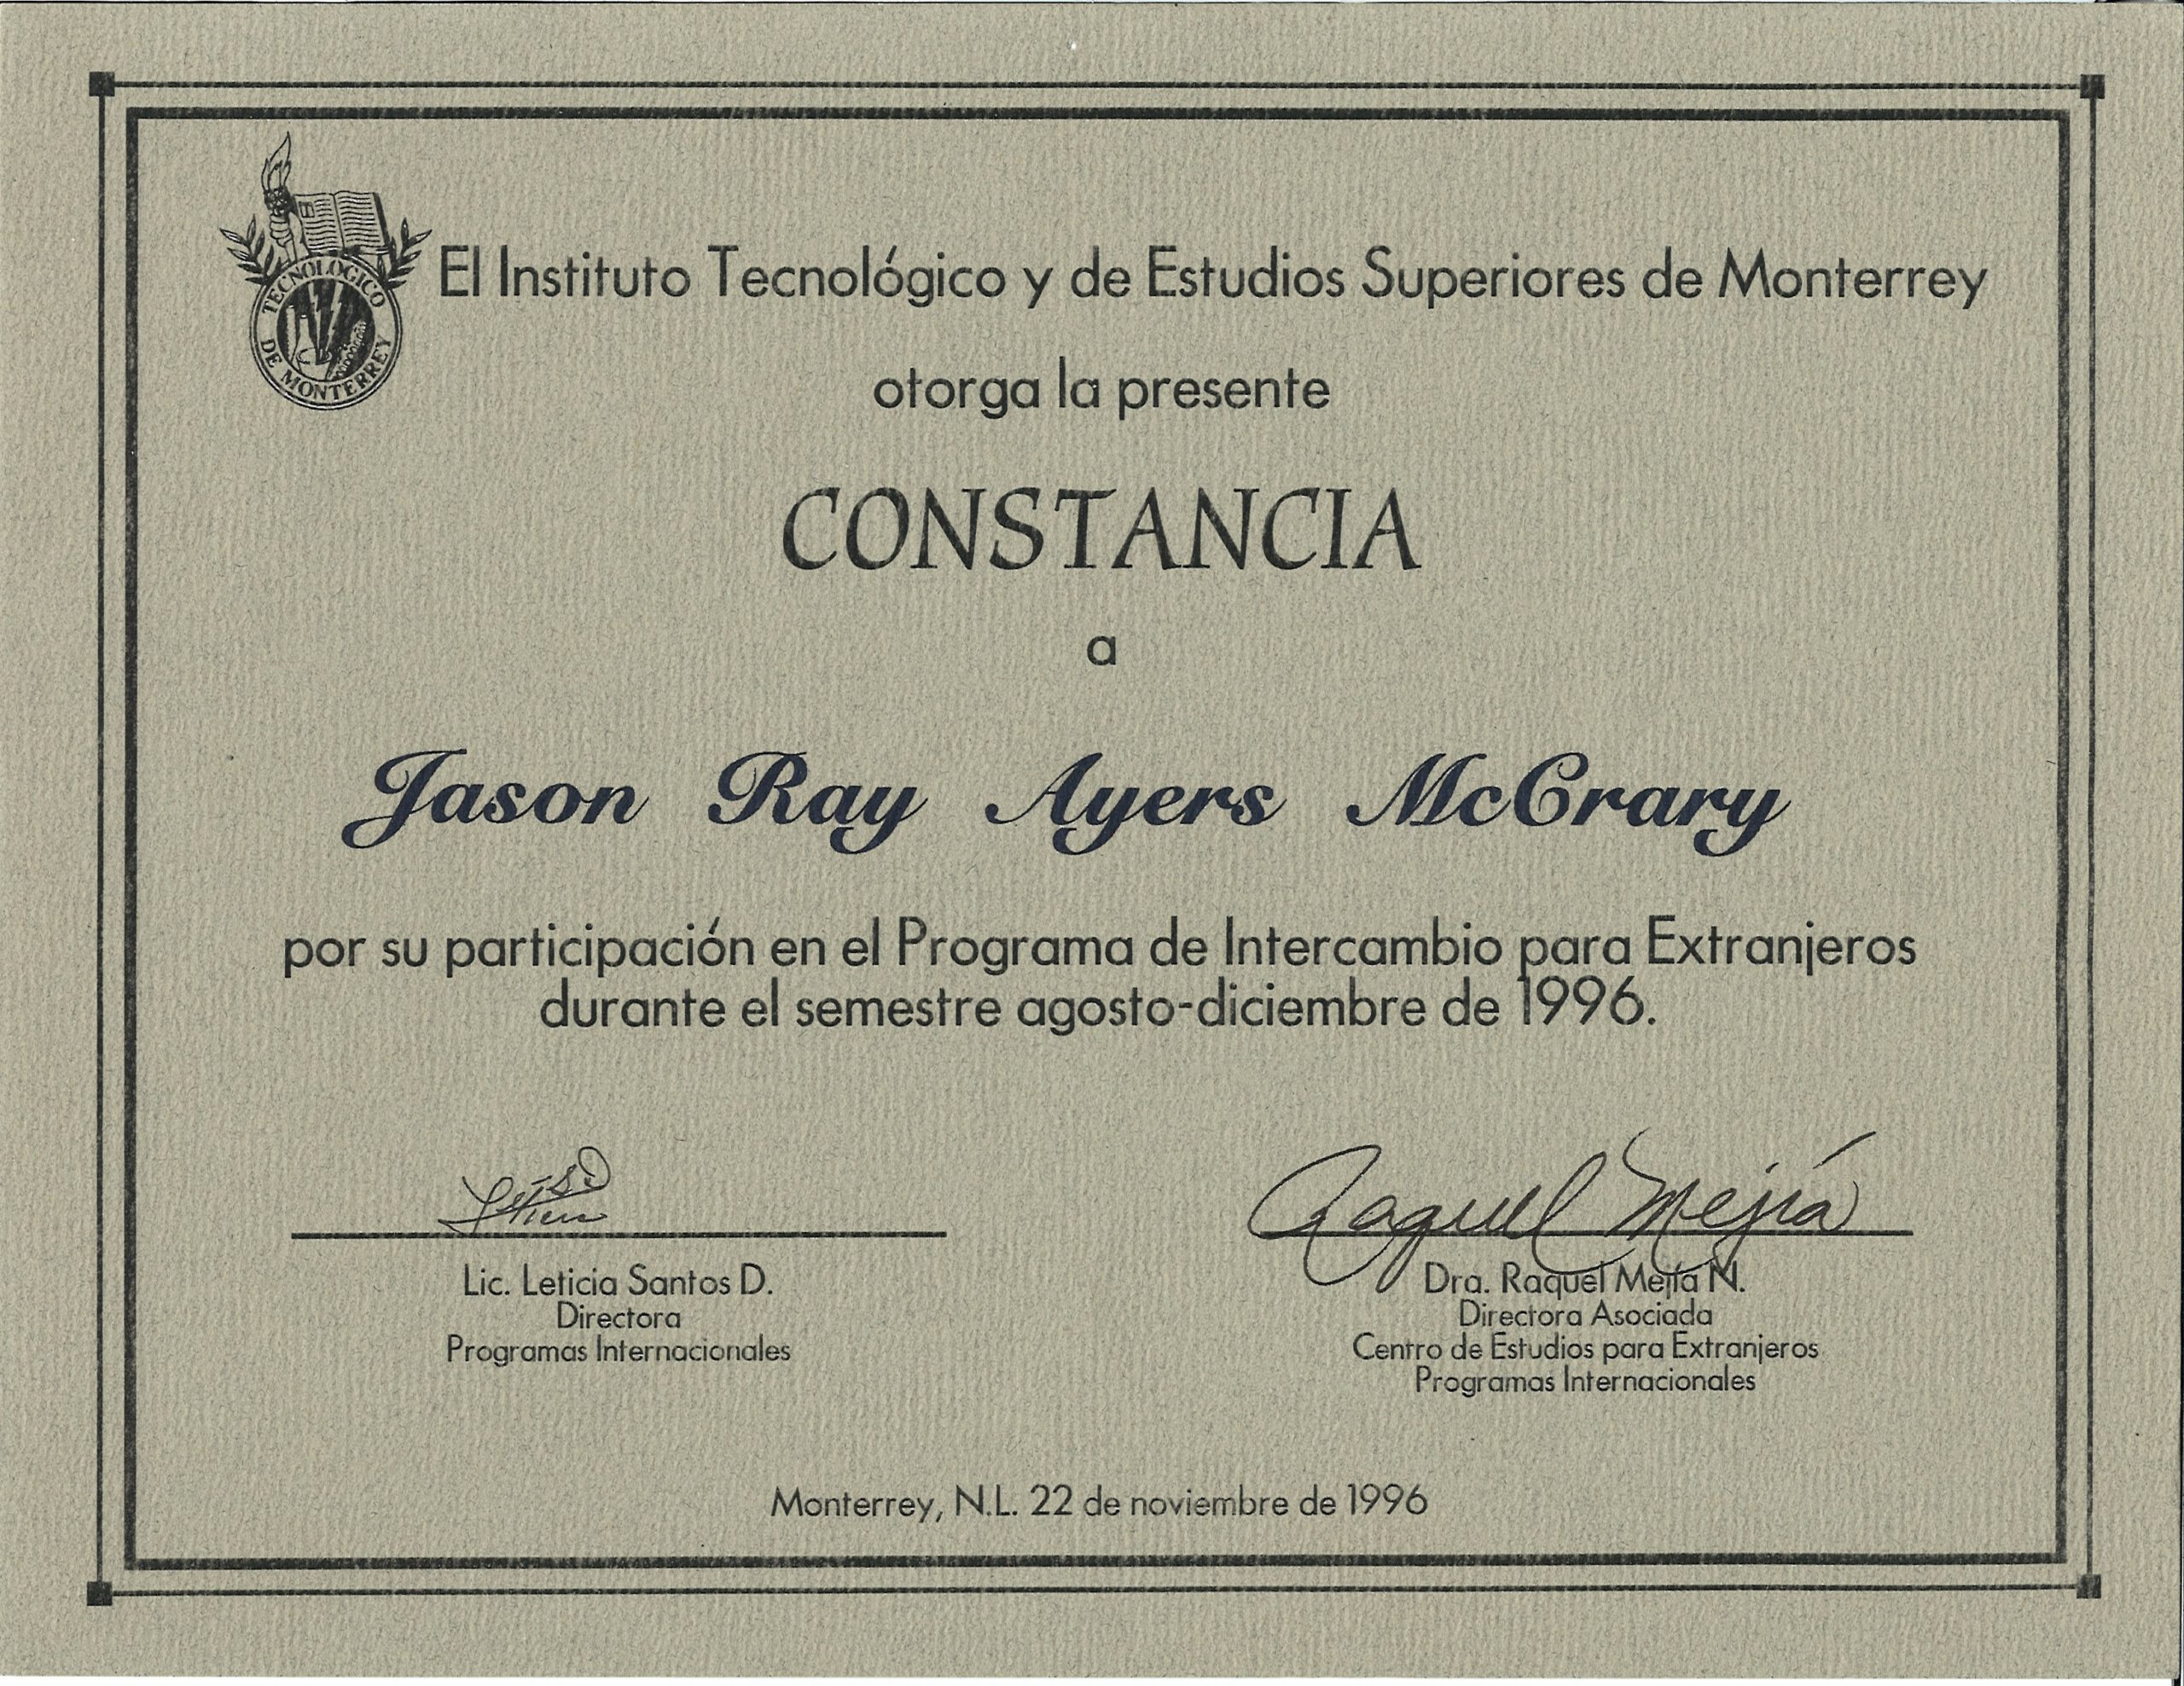 TECNOLOGICO DE MONTERREY
El Instituto Tecnológico y de Estudios Superiores de Monterrey
otorga la presente
CONSTANCIA
a
Jason Ray Ayers McCrary
por su participación en el Programa de Intercambio para Extranjeros
durante el semestre agosto-diciembre de 1996.
Raquel Mejía
Lic. Leticia Santos D.
Directora
Programas Internacionales
Dra. Raquel Mejía N.
Directora Asociada
Centro de Estudios para Extranjeros
Programas Internacionales
Monterrey, N.L. 22 de noviembre de 1996